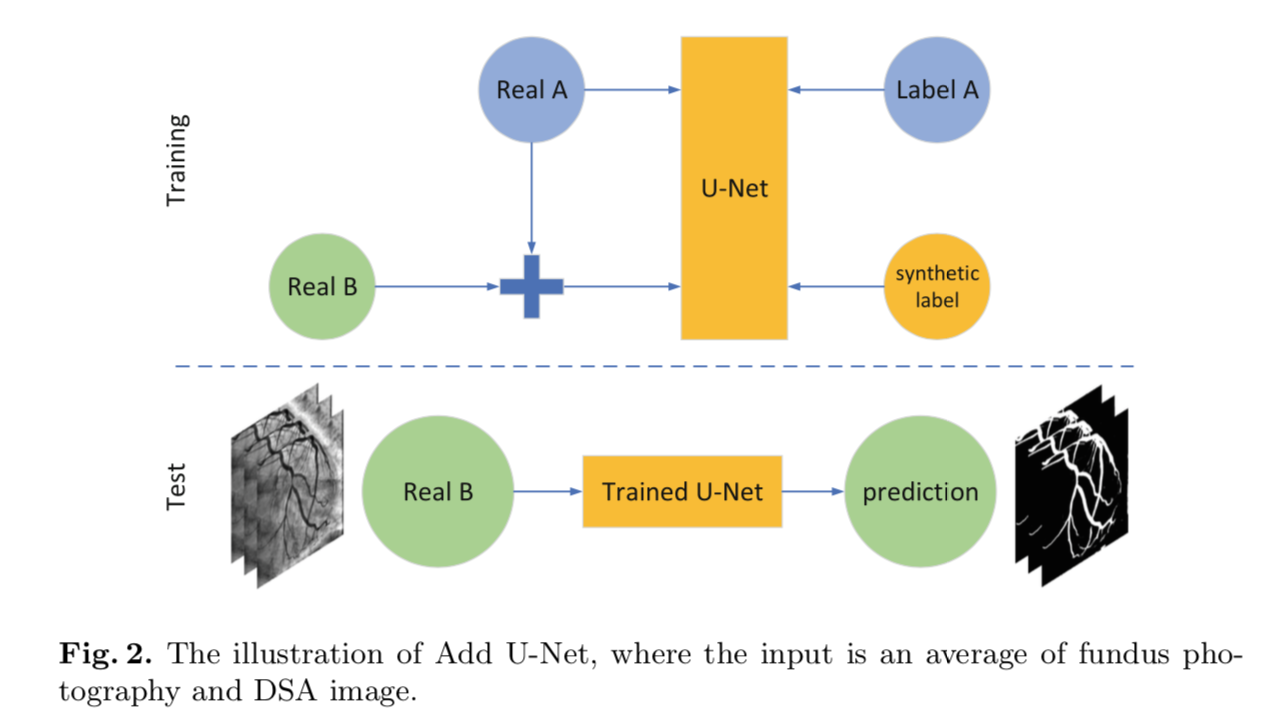 Training
Real A
Label A
U-Net
Real B
synthetic
label
Test
Real B
Trained U-Net
prediction
Fig. 2. The illustration of Add U-Net, where the input is an average of fundus pho-
tography and DSA image.